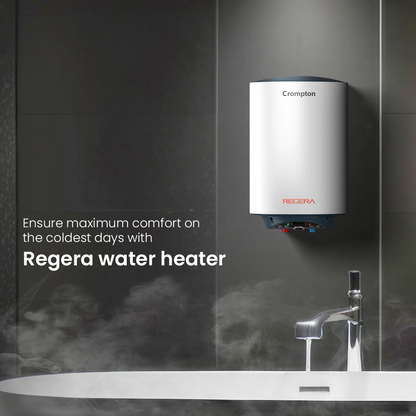 Crompton
REGERA
Ensure maximum comfort on
the coldest days with
Regera water heater